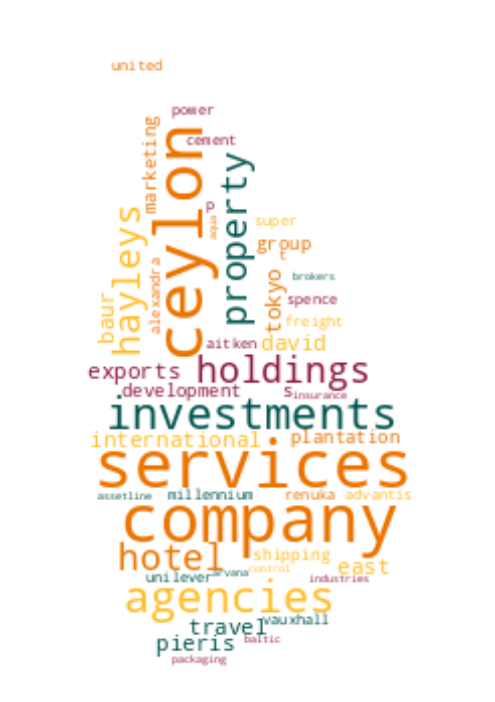 united
power
cement
marketing
ceylon
p
aqua
property
super
hayleys
group
t
baur
alexandra
tokyo
brokers
spence
freight
aitken
david
exports
holdings
development
s
insurance
investments
international
plantation
services
assetline
millennium
renuka
advantis
company
hotel
shipping
east
control
arvana
unilever
industries
agencies
travel
vauxhall
pieris
baltic
packaging